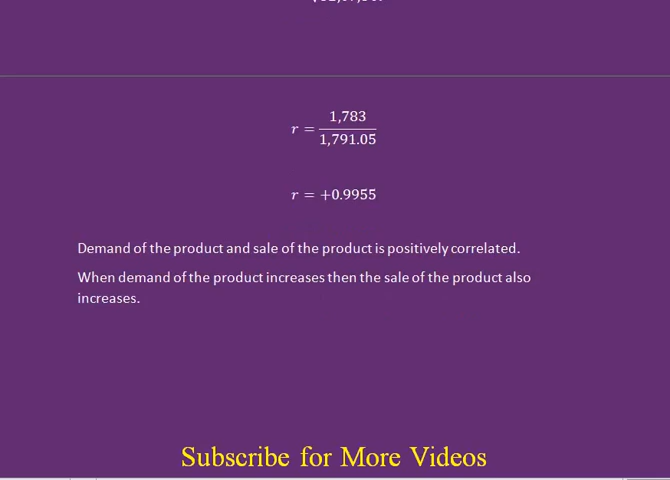 r = 1,783 / 1,791.05
r = +0.9955
Demand of the product and sale of the product is positively correlated.
When demand of the product increases then the sale of the product also
increases.
Subscribe for More Videos